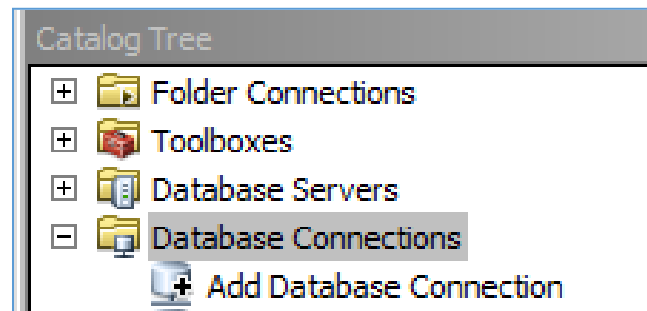 Catalog Tree
Folder Connections
Toolboxes
Database Servers
Database Connections
Add Database Connection